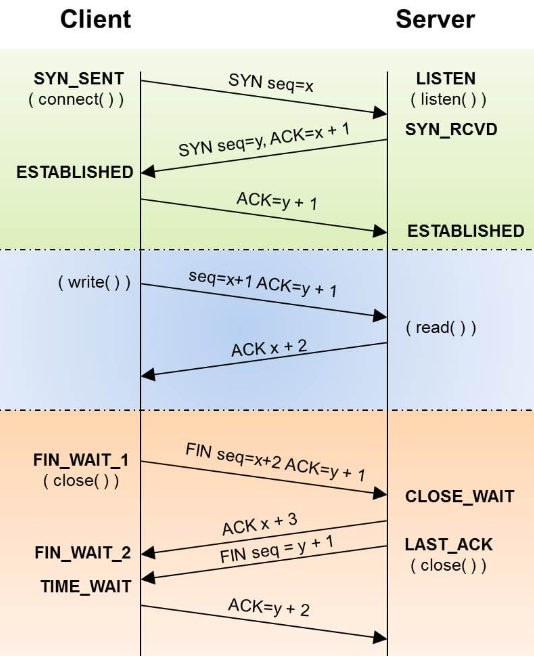 Client
Server
SYN_SENT
( connect( ) )
SYN seq=x
LISTEN
( listen( ) )
SYN_RCVD
SYN seq=y, ACK=x + 1
ESTABLISHED
ACK=y + 1
ESTABLISHED
( write( ) )
seq=x+1 ACK=y + 1
( read( ) )
ACK x + 2
FIN_WAIT_1
( close( ) )
FIN seq=x+2 ACK=y + 1
CLOSE_WAIT
ACK x + 3
FIN_WAIT_2
FIN seq = y + 1
LAST_ACK
( close( ) )
TIME_WAIT
ACK=y + 2